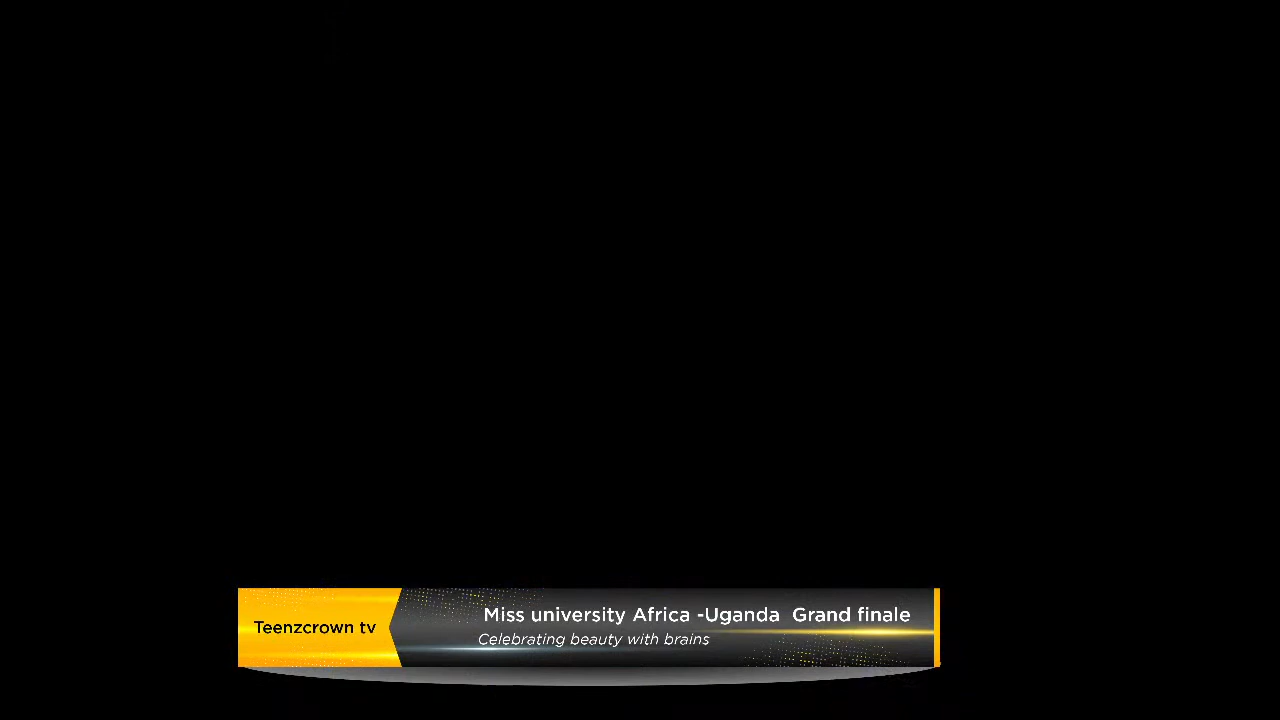 Teenzcrown tv
Miss university Africa -Uganda  Grand finale
Celebrating beauty with brains